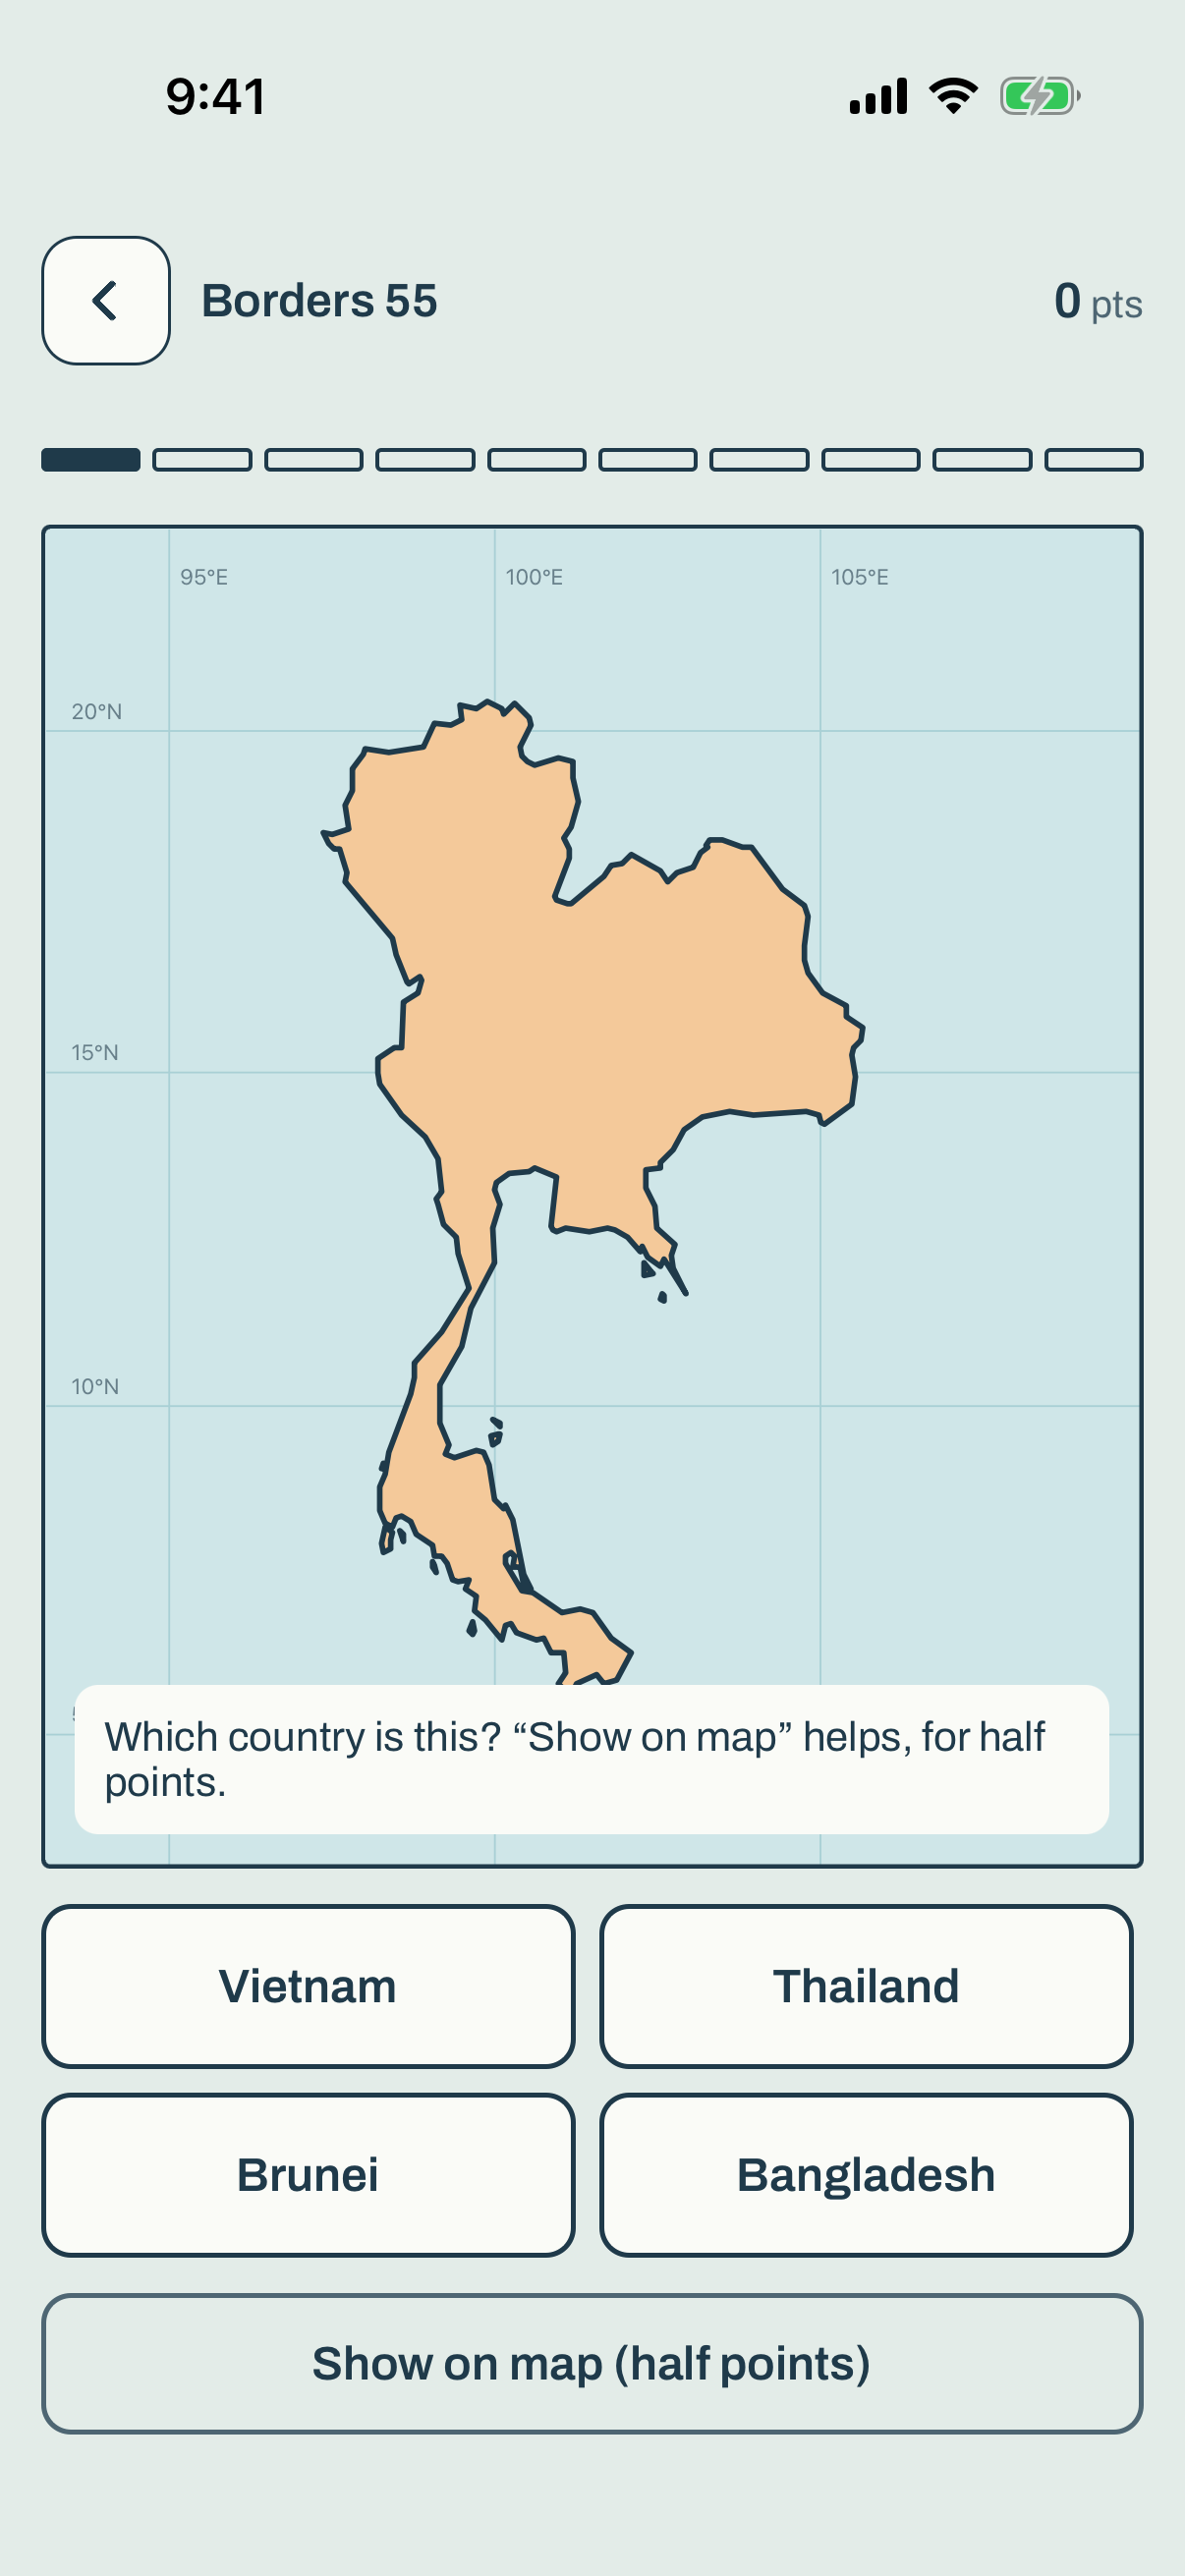 9:41
Borders 55
0 pts
95°E
100°E
105°E
20°N
15°N
10°N
Which country is this? “Show on map” helps, for half
points.
Vietnam
Thailand
Brunei
Bangladesh
Show on map (half points)